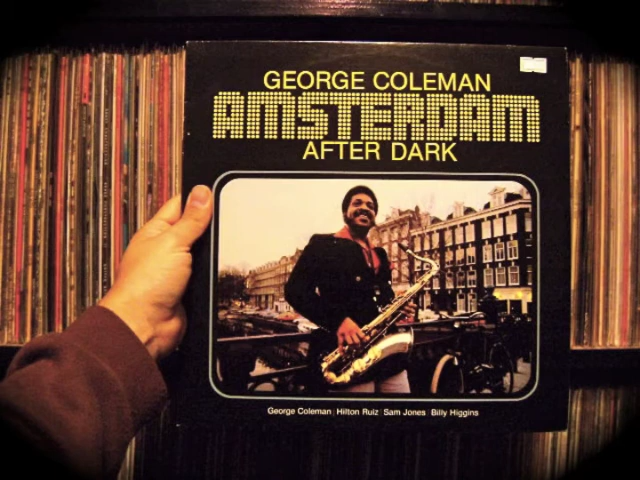 GEORGE COLEMAN
AMSTERDAM
AFTER DARK
George Coleman | Hilton Ruiz | Sam Jones | Billy Higgins